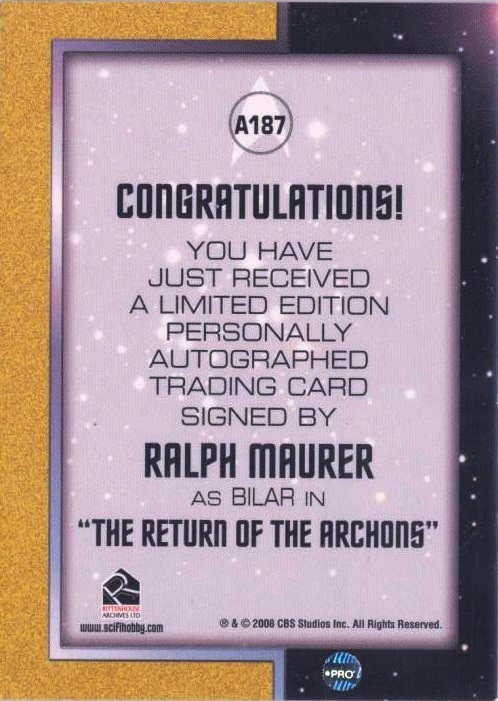 A187
CONGRATULATIONS!
YOU HAVE
JUST RECEIVED
A LIMITED EDITION
PERSONALLY
AUTOGRAPHED
TRADING CARD
SIGNED BY
RALPH MAURER
AS BILAR IN
“THE RETURN OF THE ARCHONS”
RITTENHOUSE
ARCHIVES LTD
www.scifihobby.com
® & © 2008 CBS Studios Inc. All Rights Reserved.
•PRO•